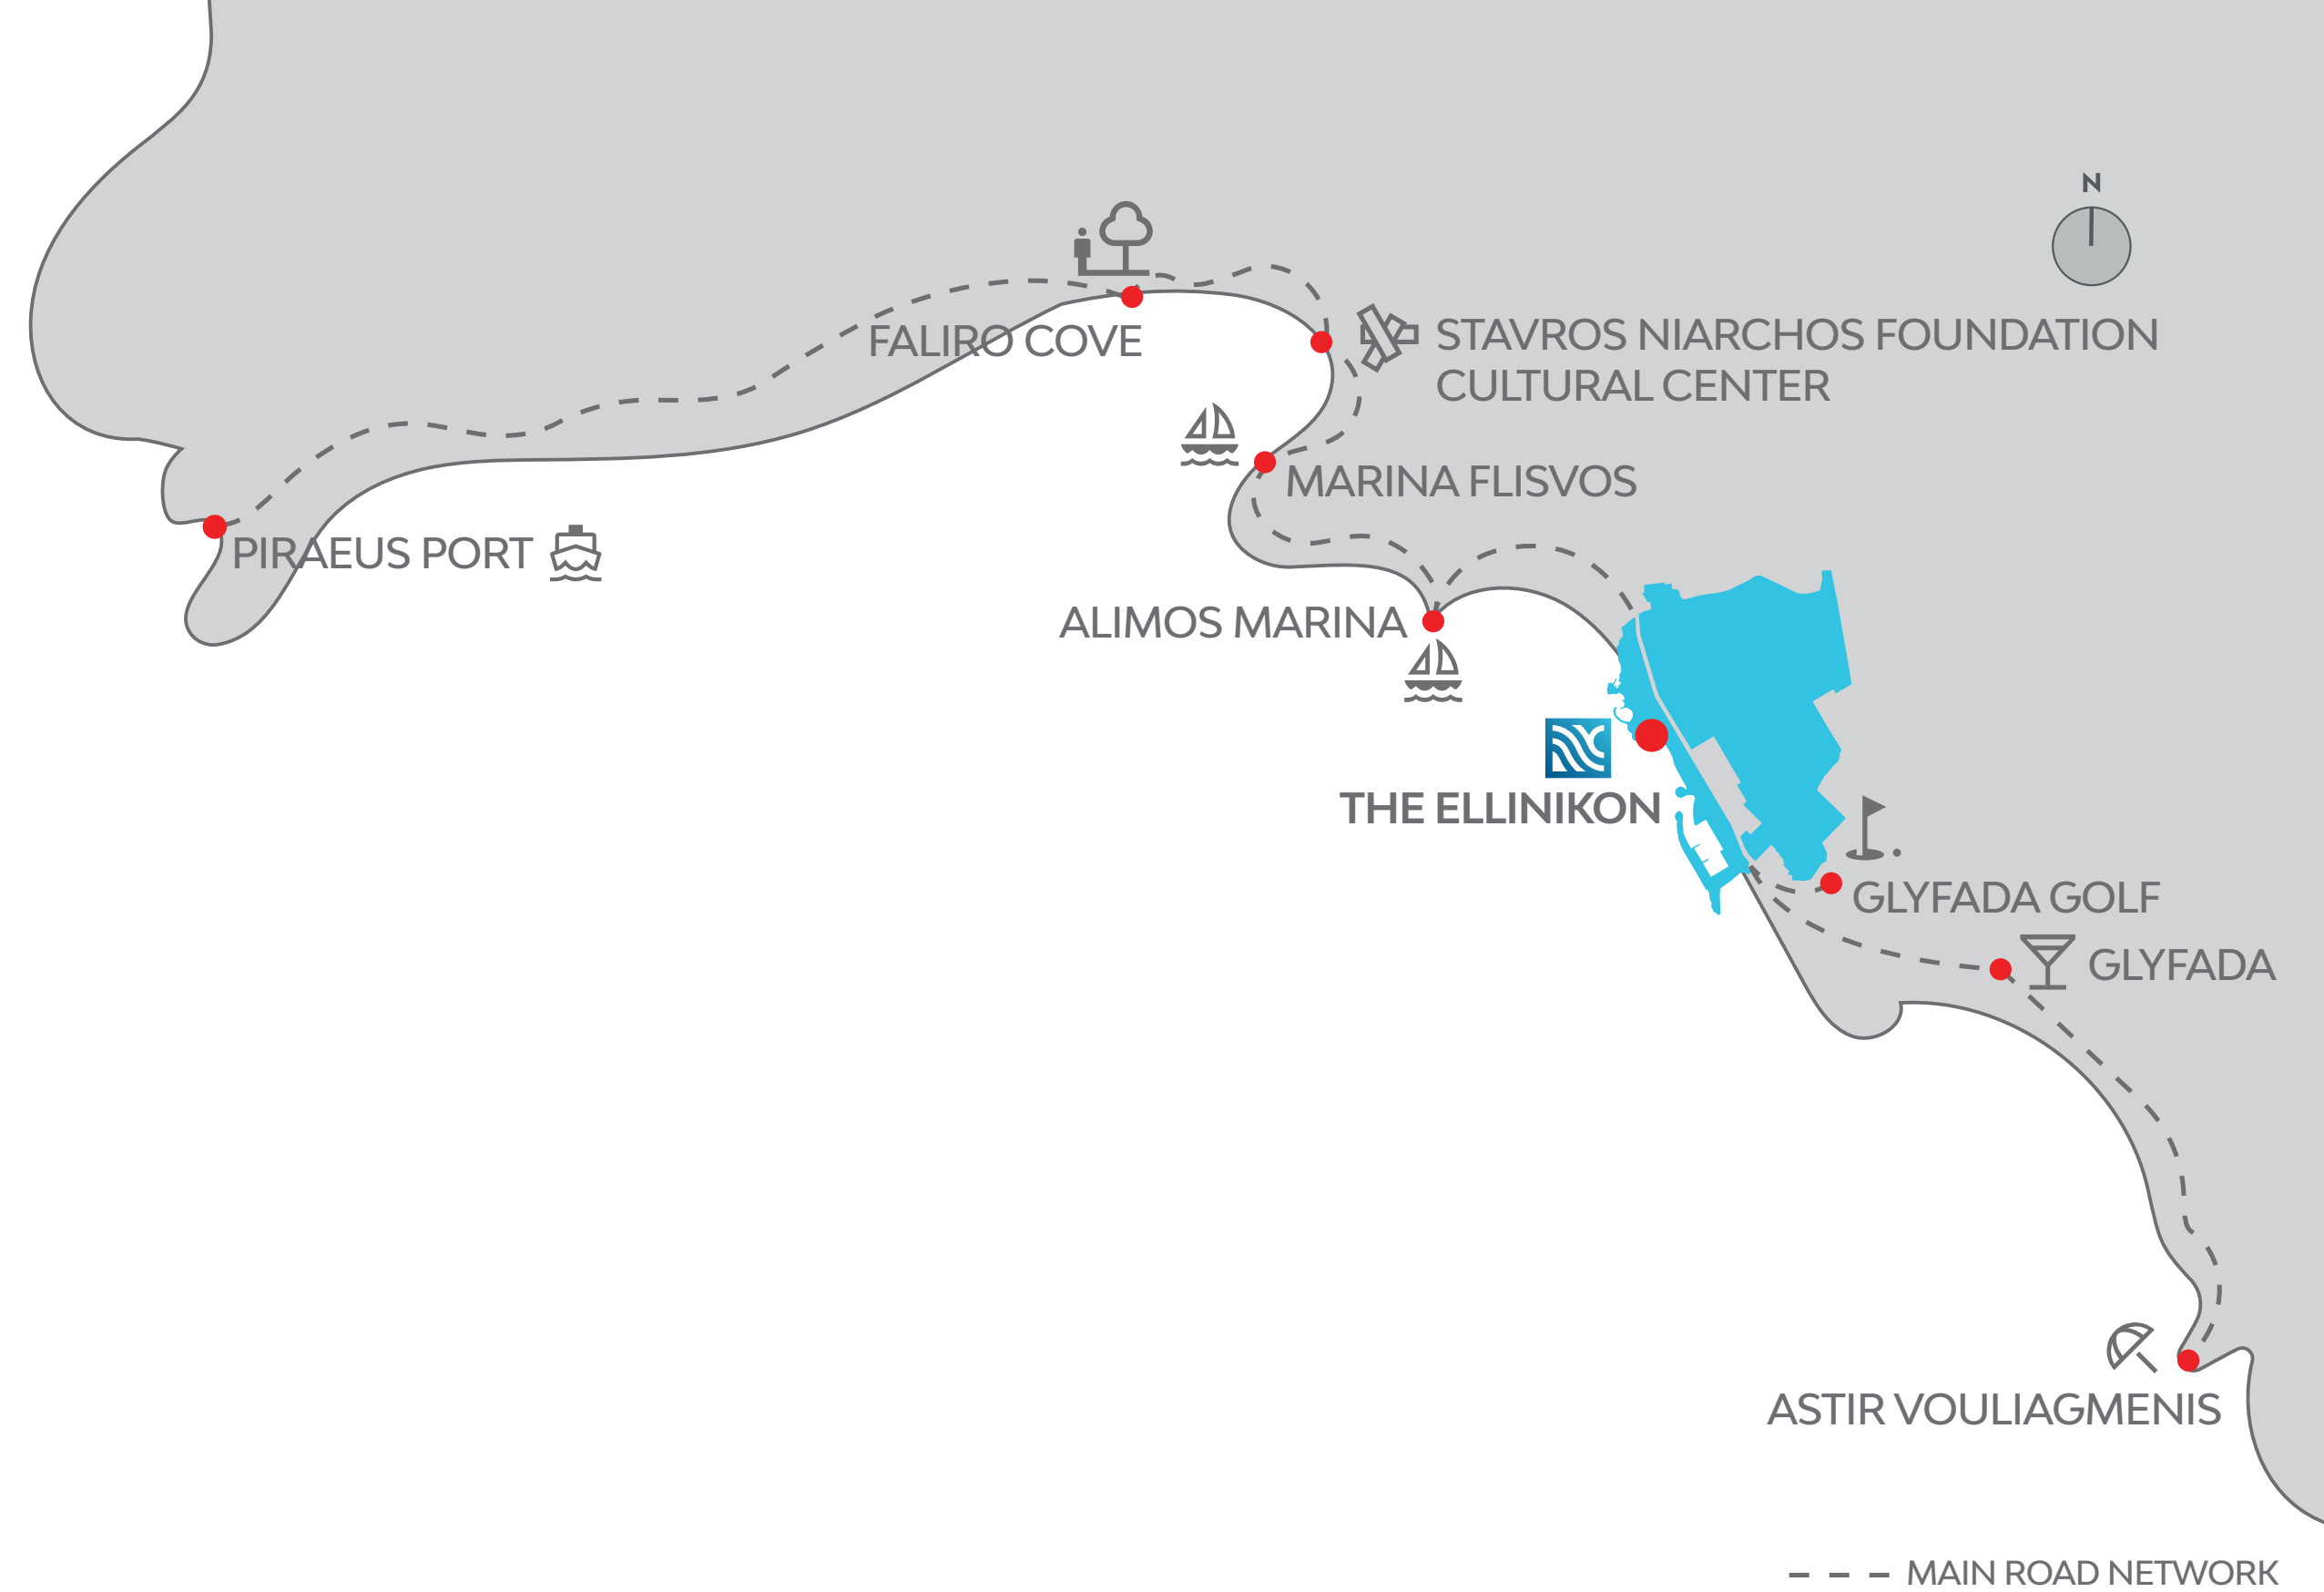 N
STAVROS NIARCHOS FOUNDATION
CULTURAL CENTER
FALIRO COVE
MARINA FLISVOS
PIRAEUS PORT
ALIMOS MARINA
THE ELLINIKON
GLYFADA GOLF
GLYFADA
ASTIR VOULIAGMENIS
MAIN ROAD NETWORK